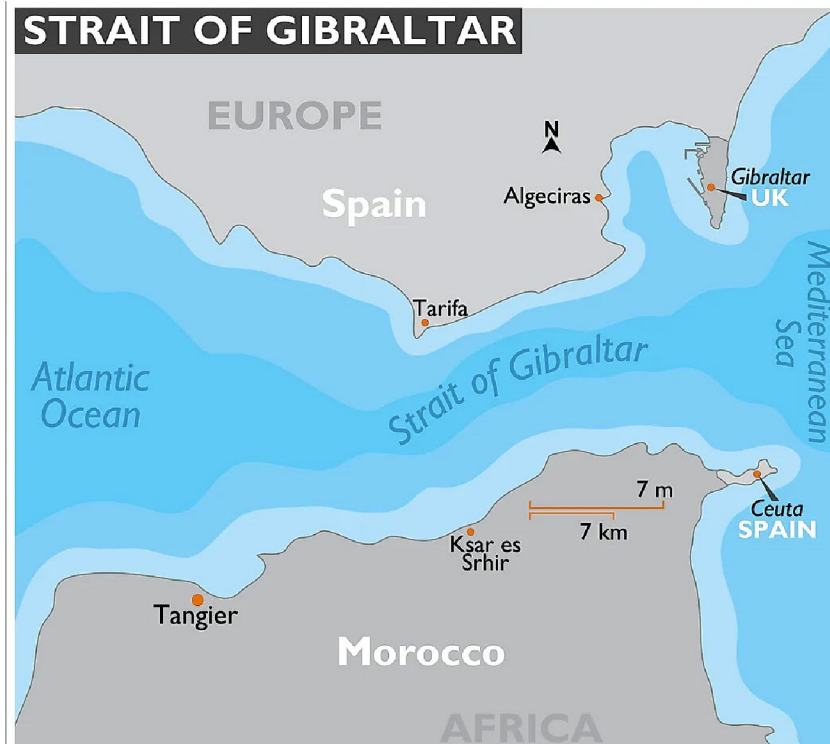 STRAIT OF GIBRALTAR
EUROPE
N
Spain
Algeciras
Gibraltar
UK
Tarifa
Mediterranean
Sea
Strait of Gibraltar
Atlantic
Ocean
7 m
7 km
Ceuta
SPAIN
Ksar es
Srhir
Tangier
Morocco
AFRICA